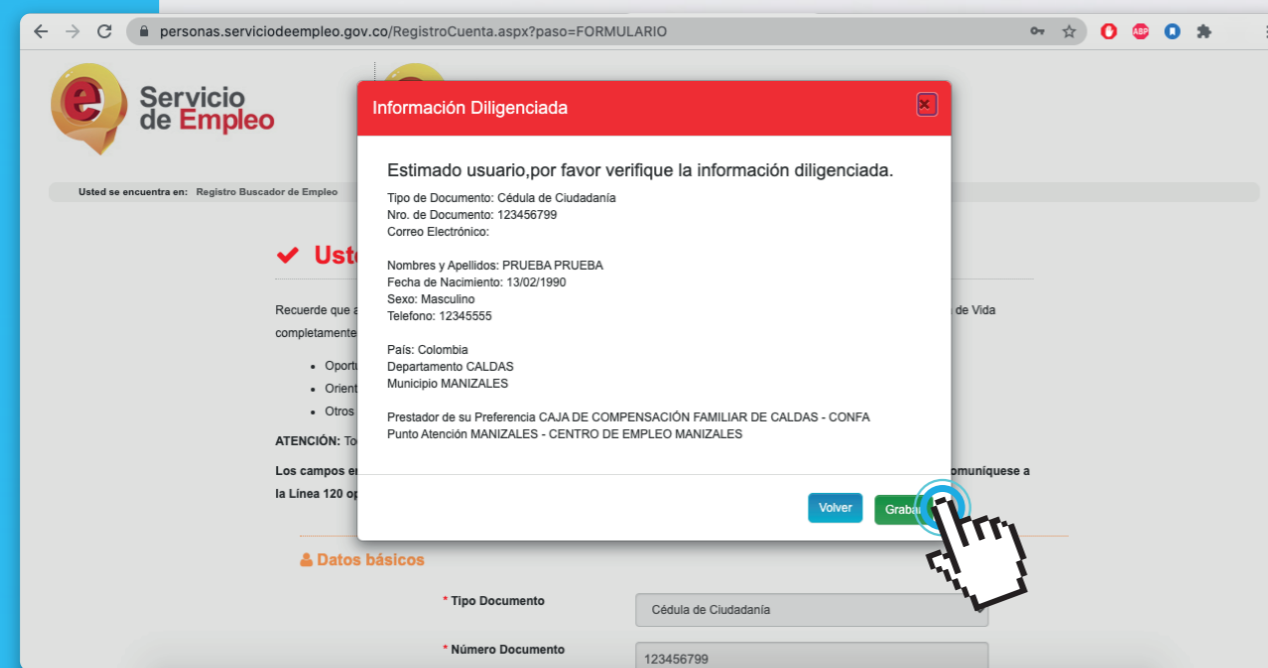 personas.serviciodeempleo.gov.co/RegistroCuenta.aspx?paso=FORMULARIO
ABP
e
Servicio
de Empleo
Información Diligenciada
Estimado usuario,por favor verifique la información diligenciada.
Usted se encuentra en: Registro Buscador de Empleo
Tipo de Documento: Cédula de Ciudadanía
Nro. de Documento: 123456799
Correo Electrónico:
Nombres y Apellidos: PRUEBA PRUEBA
Fecha de Nacimiento: 13/02/1990
Sexo: Masculino
Telefono: 12345555
País: Colombia
Departamento CALDAS
Municipio MANIZALES
Prestador de su Preferencia CAJA DE COMPENSACIÓN FAMILIAR DE CALDAS - CONFA
Punto Atención MANIZALES - CENTRO DE EMPLEO MANIZALES
Volver
Recuerde que
de Vida
completamente
Otros
ATENCIÓN:
Los campos
la Línea 120
Datos básicos
* Tipo Documento
Cédula de Ciudadanía
* Número Documento
123456799